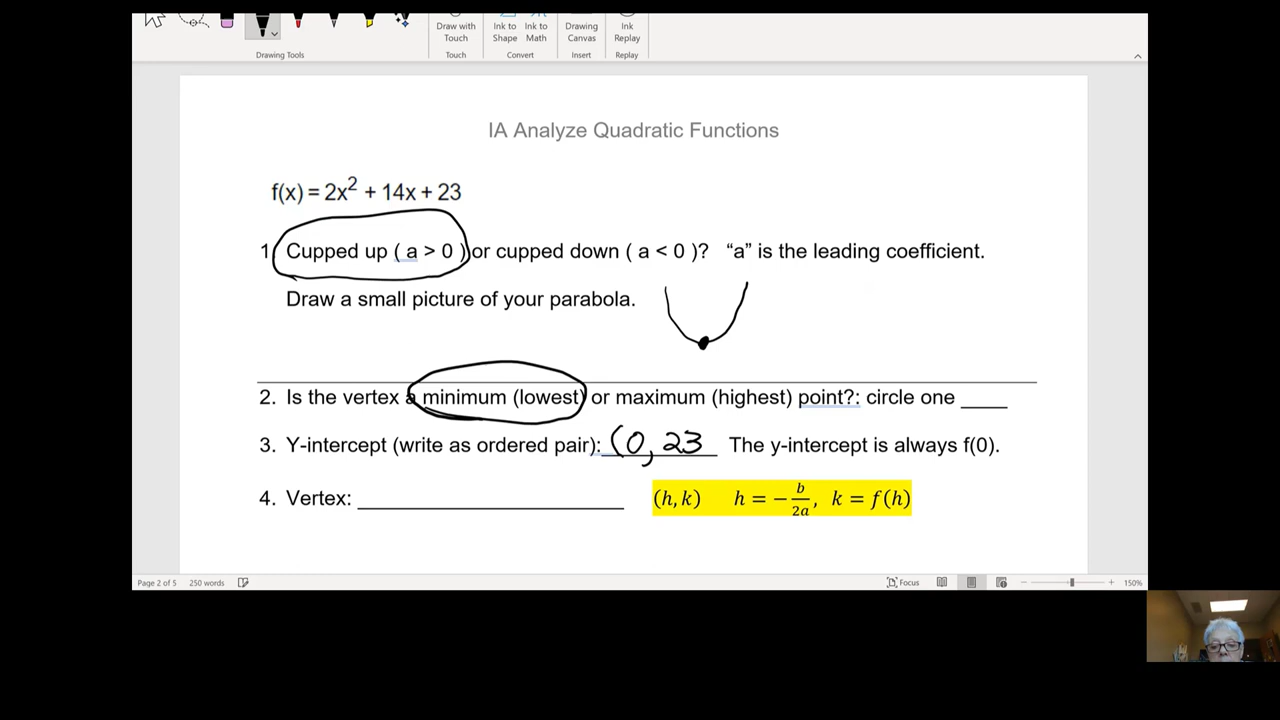 Draw with Touch
Ink to Shape
Ink to Math
Drawing Canvas
Ink Replay
Drawing Tools
Touch
Convert
Insert
Replay
IA Analyze Quadratic Functions
f(x) = 2x² + 14x + 23
1 Cupped up ( a > 0 ) or cupped down ( a < 0 )? “a” is the leading coefficient.
Draw a small picture of your parabola.
2. Is the vertex a minimum (lowest) or maximum (highest) point?: circle one ____
3. Y-intercept (write as ordered pair): (0, 23 The y-intercept is always f(0).
4. Vertex: ______________________ (h, k) h = −b/2a, k = f(h)
Page 2 of 5 250 words Focus 150%